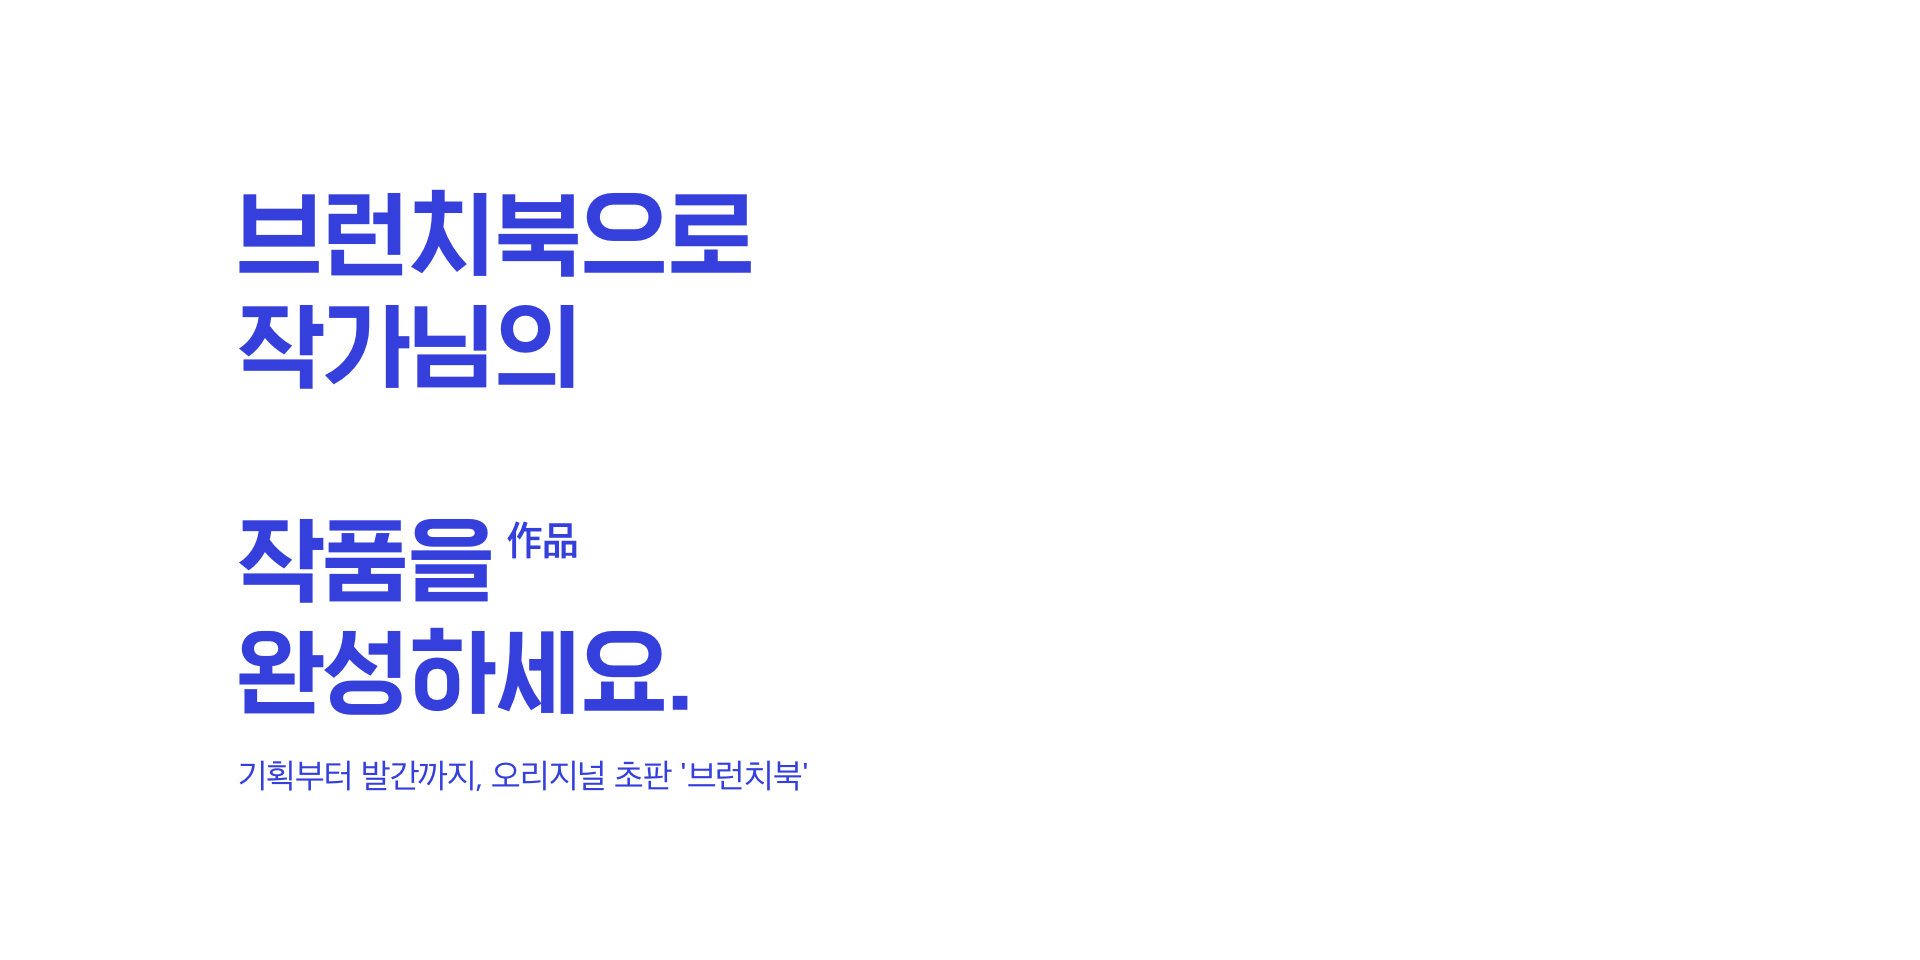 브런치북으로
작가님의
작품을 作品
완성하세요.
기획부터 발간까지, 오리지널 초판 '브런치북'